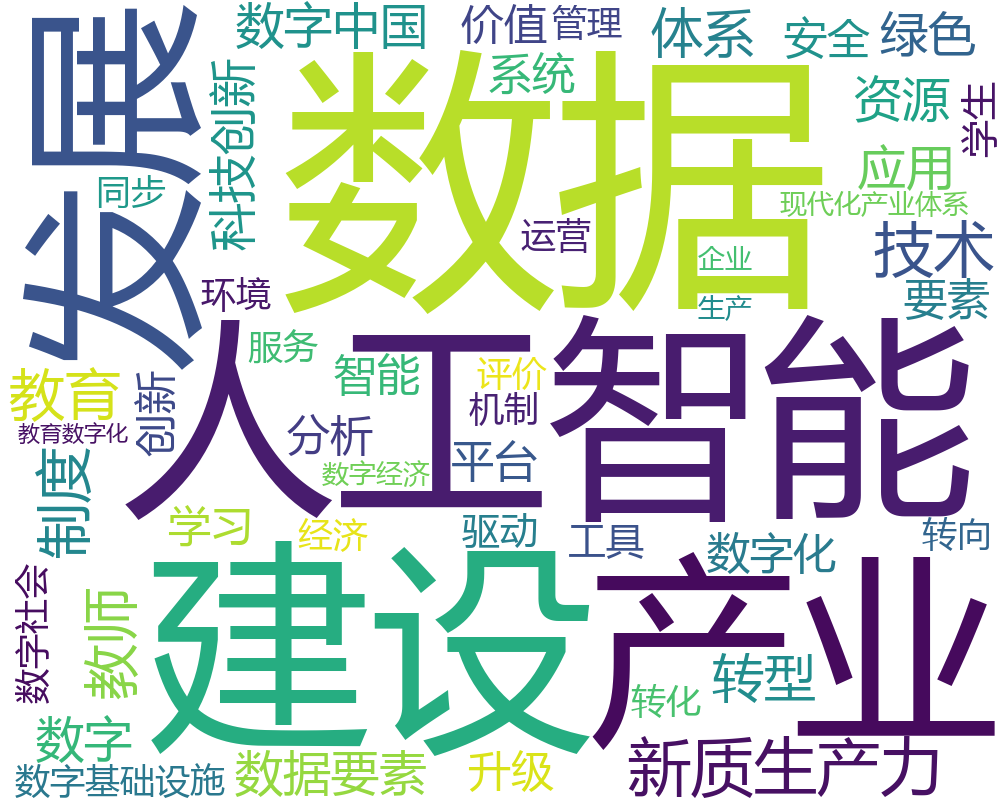 数字中国
价值
管理
体系
安全
绿色
发展
科技创新
系统
数据
资源
学生
同步
应用
现代化产业体系
运营
技术
企业
环境
要素
生产
服务
人工智能
智能
评价
教育
创新
机制
教育数字化
分析
平台
数字经济
制度
学习
经济
驱动
工具
转向
数字化
建设
产业
数字社会
教师
转型
转化
数字
新质生产力
数据要素
升级
数字基础设施